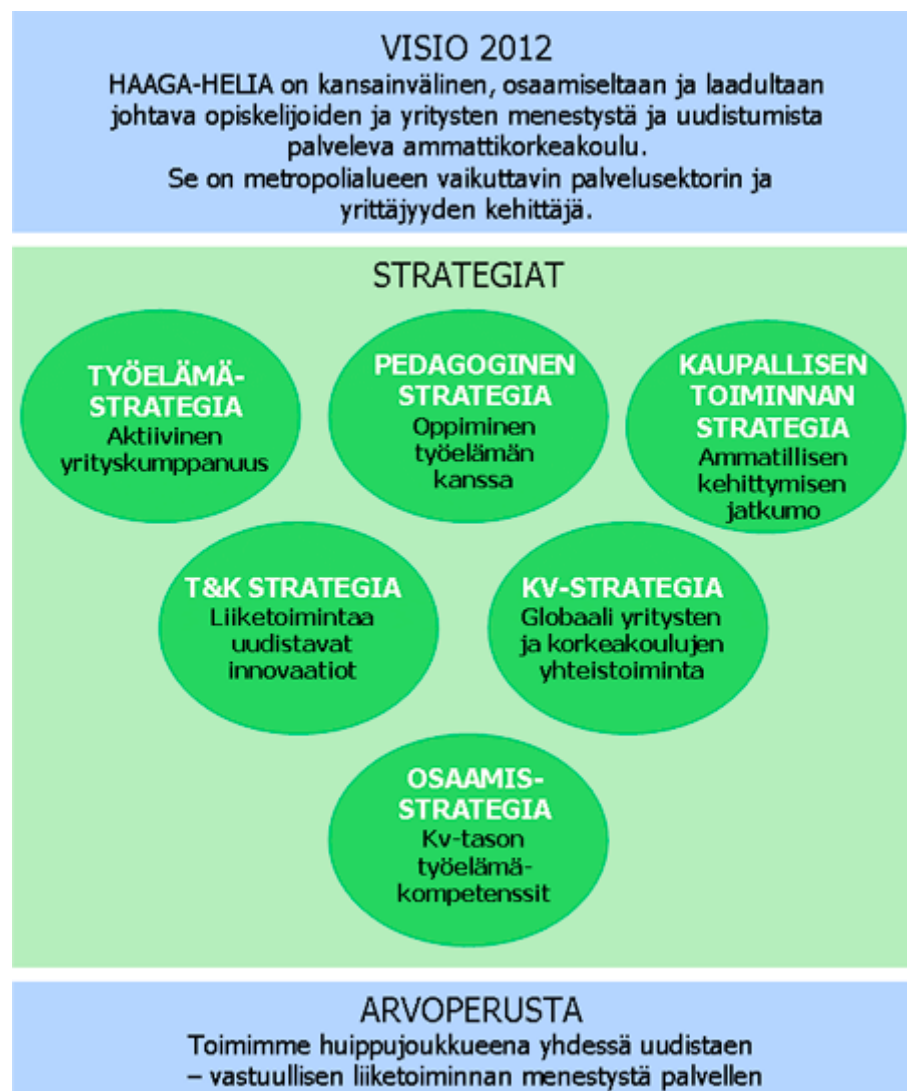 VISIO 2012
HAAGA-HELIA on kansainvälinen, osaamiseltaan ja laadultaan
johtava opiskelijoiden ja yritysten menestystä ja uudistumista
palveleva ammattikorkeakoulu.
Se on metropolialueen vaikuttavin palvelusektorin ja
yrittäjyyden kehittäjä.
STRATEGIAT
TYÖELÄMÄ-
STRATEGIA
Aktiivinen
yrityskumppanuus
PEDAGOGINEN
STRATEGIA
Oppiminen
työelämän
kanssa
KAUPALLISEN
TOIMINNAN
STRATEGIA
Ammatillisen
kehittymisen
jatkumo
T&K STRATEGIA
Liiketoimintaa
uudistavat
innovaatiot
KV-STRATEGIA
Globaali yritysten
ja korkeakoulujen
yhteistoiminta
OSAAMIS-
STRATEGIA
Kv-tason
työelämä-
kompetenssit
ARVOPERUSTA
Toimimme huippujoukkueena yhdessä uudistaen
– vastuullisen liiketoiminnan menestystä palvellen